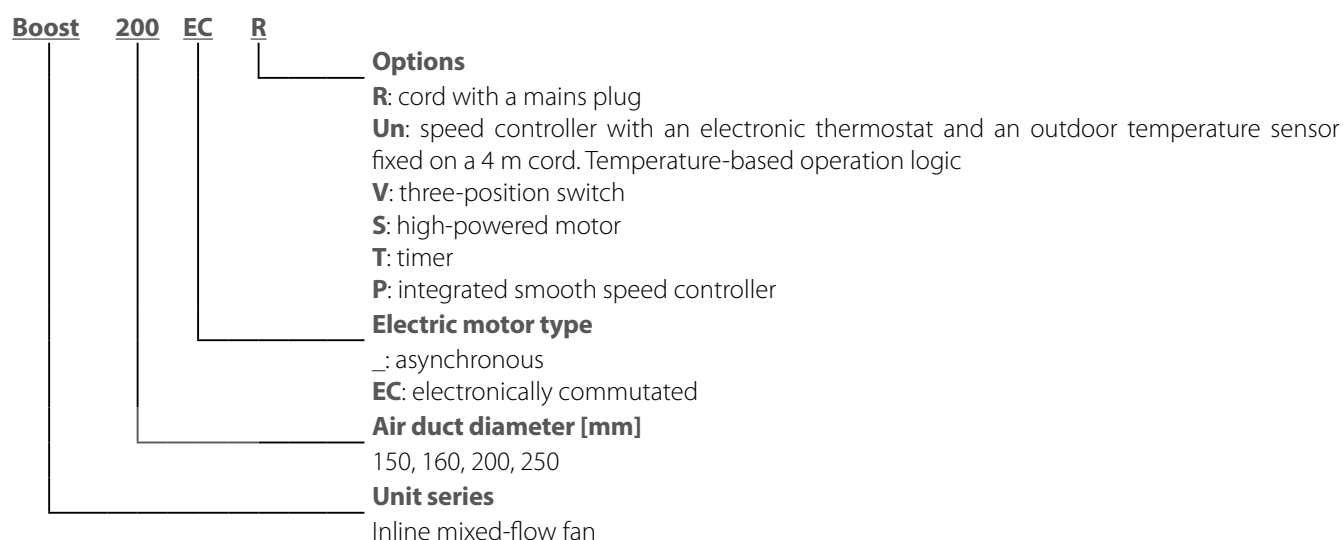 Boost 200 EC R
Options
R: cord with a mains plug
Un: speed controller with an electronic thermostat and an outdoor temperature sensor
fixed on a 4 m cord. Temperature-based operation logic
V: three-position switch
S: high-powered motor
T: timer
P: integrated smooth speed controller
Electric motor type
_: asynchronous
EC: electronically commutated
Air duct diameter [mm]
150, 160, 200, 250
Unit series
Inline mixed-flow fan